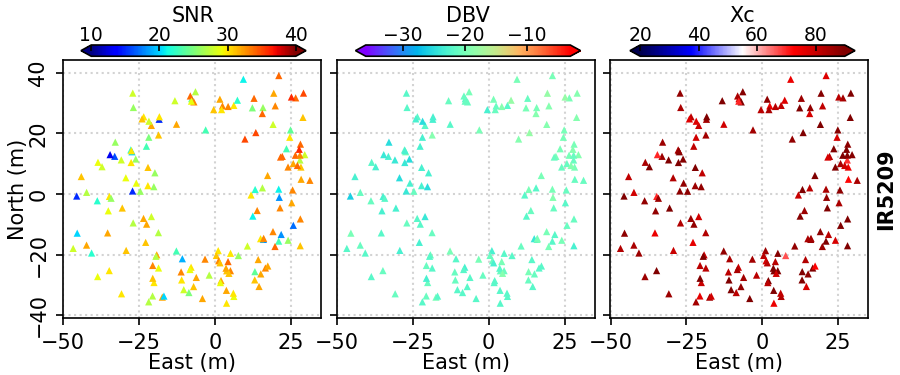 SNR DBV Xc
10 20 30 40 −30 −20 −10 20 40 60 80
40
20
0
−20
−40
North (m)
IR5209
−50 −25 0 25 −50 −25 0 25 −50 −25 0 25
East (m) East (m) East (m)